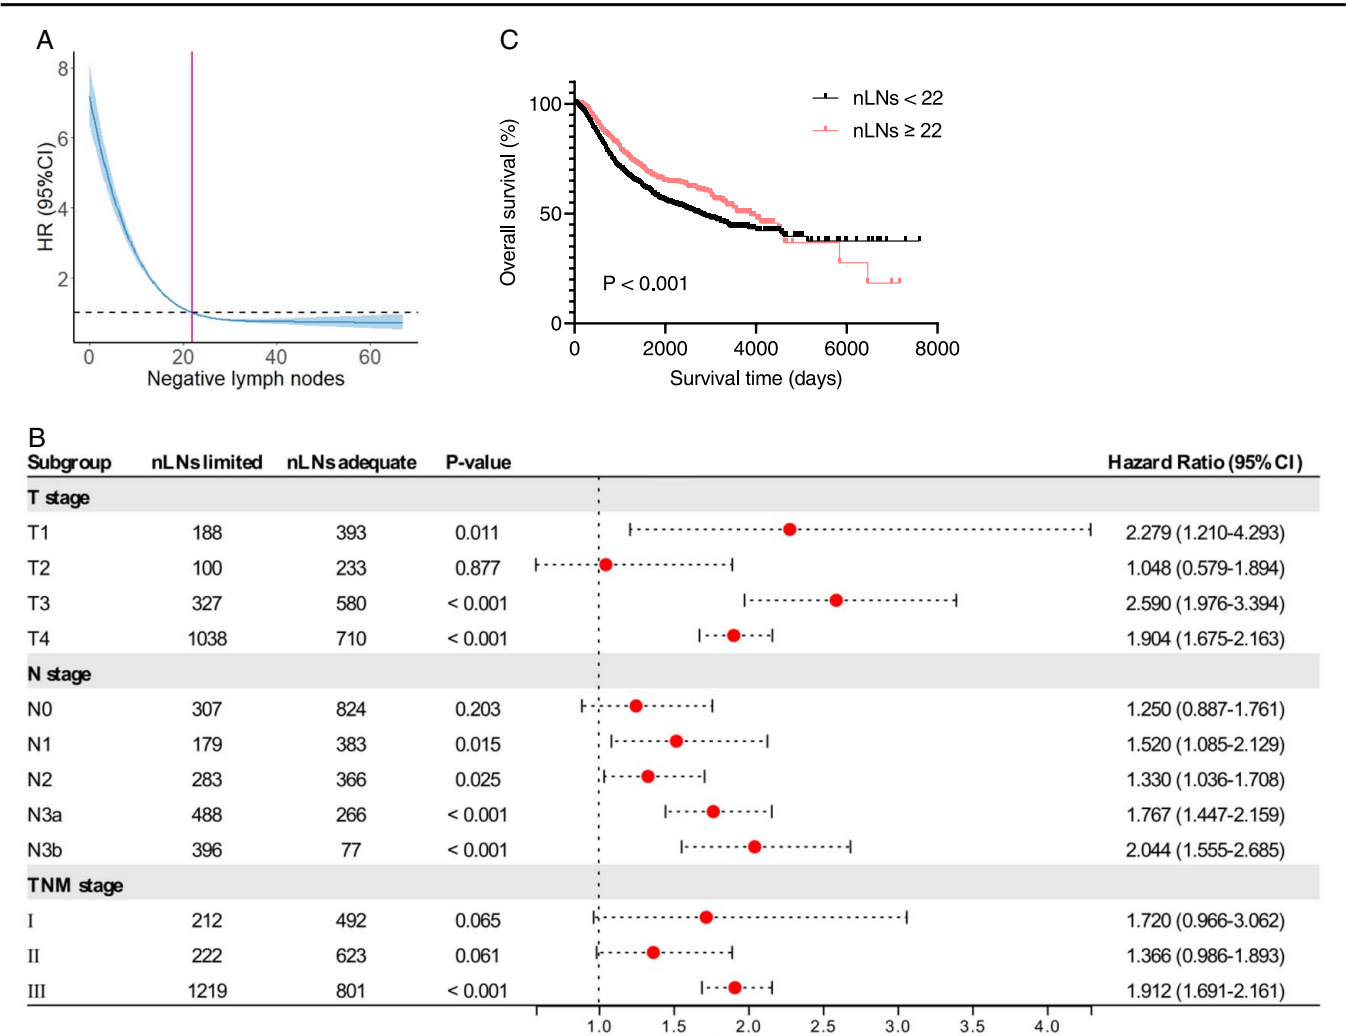 A
HR (95%CI)
8
6
4
2
0 20 40 60
Negative lymph nodes
C
Overall survival (%)
100
50
0
nLNs < 22
nLNs ≥ 22
P < 0.001
0 2000 4000 6000 8000
Survival time (days)
B
Subgroup nLNs limited nLNs adequate P-value Hazard Ratio (95% CI)
T stage
T1 188 393 0.011 2.279 (1.210-4.293)
T2 100 233 0.877 1.048 (0.579-1.894)
T3 327 580 < 0.001 2.590 (1.976-3.394)
T4 1038 710 < 0.001 1.904 (1.675-2.163)
N stage
N0 307 824 0.203 1.250 (0.887-1.761)
N1 179 383 0.015 1.520 (1.085-2.129)
N2 283 366 0.025 1.330 (1.036-1.708)
N3a 488 266 < 0.001 1.767 (1.447-2.159)
N3b 396 77 < 0.001 2.044 (1.555-2.685)
TNM stage
I 212 492 0.065 1.720 (0.966-3.062)
II 222 623 0.061 1.366 (0.986-1.893)
III 1219 801 < 0.001 1.912 (1.691-2.161)
1.0 1.5 2.0 2.5 3.0 3.5 4.0